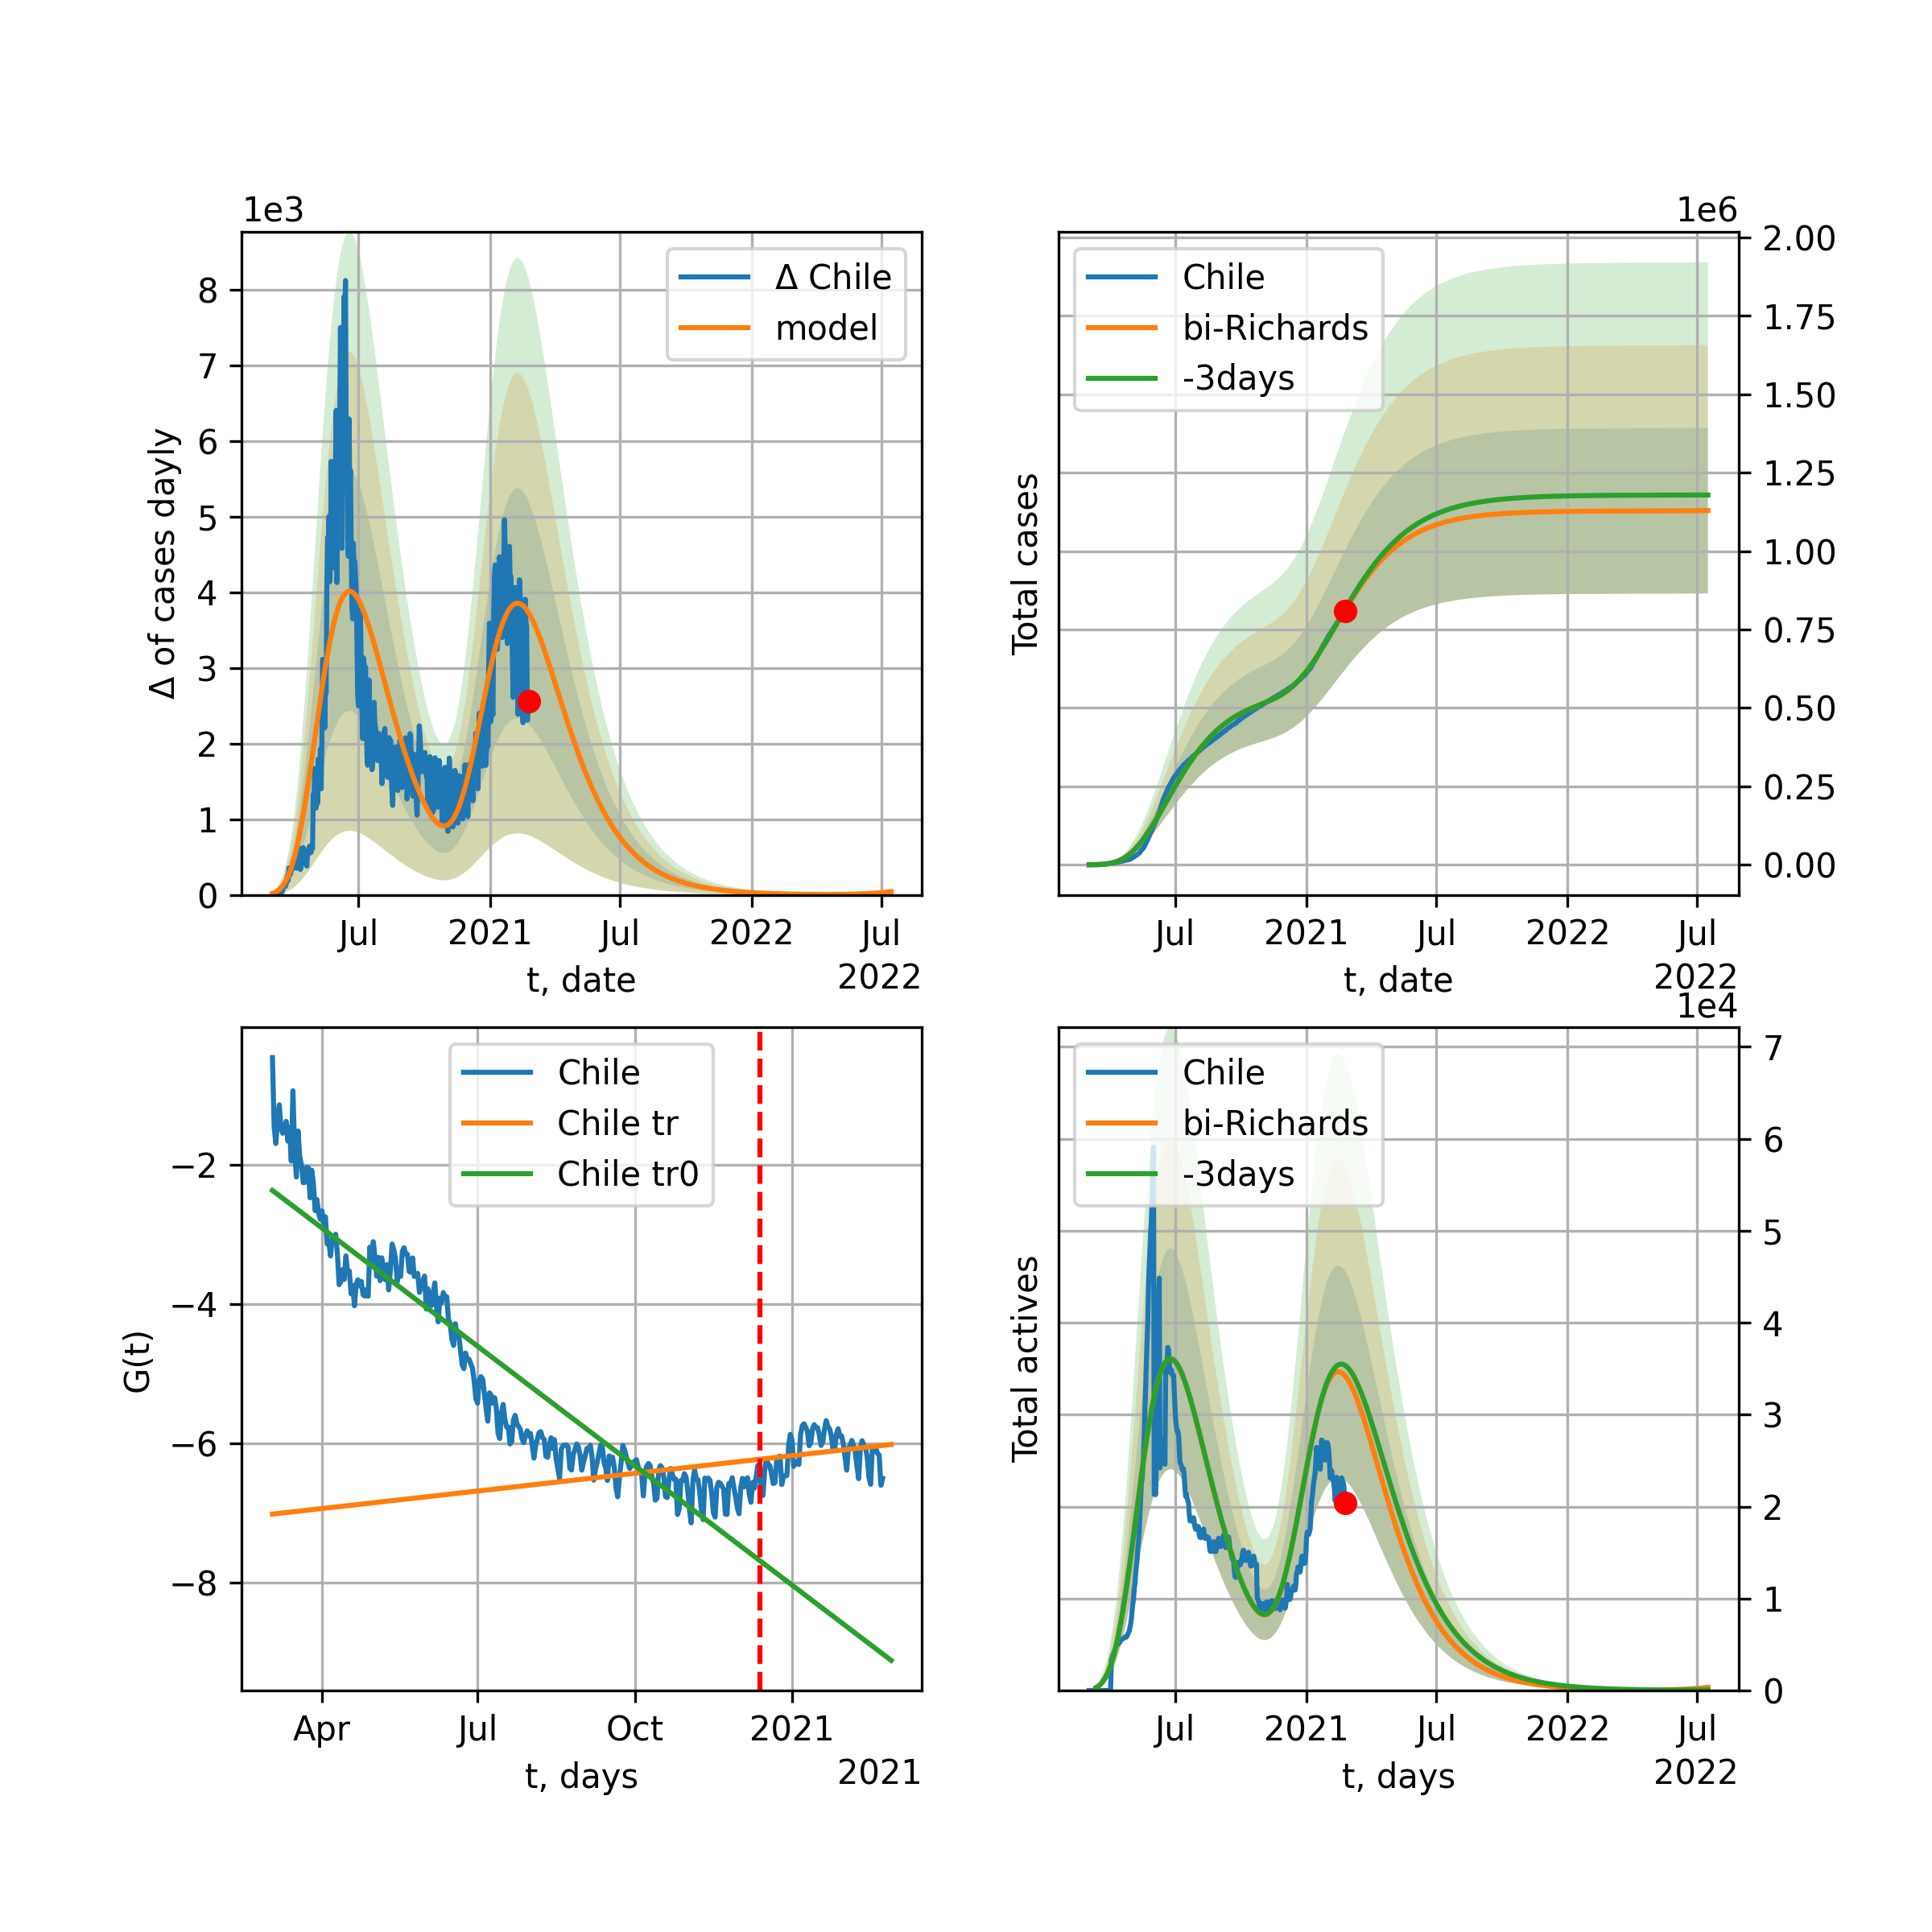 1e3
Δ of cases dayly
8
7
6
5
4
3
2
1
0
Δ Chile
model
Jul
2021
Jul
2022
Jul
t, date
2022
1e6
Total cases
Chile
bi-Richards
-3days
2.00
1.75
1.50
1.25
1.00
0.75
0.50
0.25
0.00
Jul
2021
Jul
2022
Jul
t, date
2022
G(t)
−2
−4
−6
−8
Chile
Chile tr
Chile tr0
Apr
Jul
Oct
2021
t, days
2021
1e4
Total actives
Chile
bi-Richards
-3days
7
6
5
4
3
2
1
0
Jul
2021
Jul
2022
Jul
t, days
2022